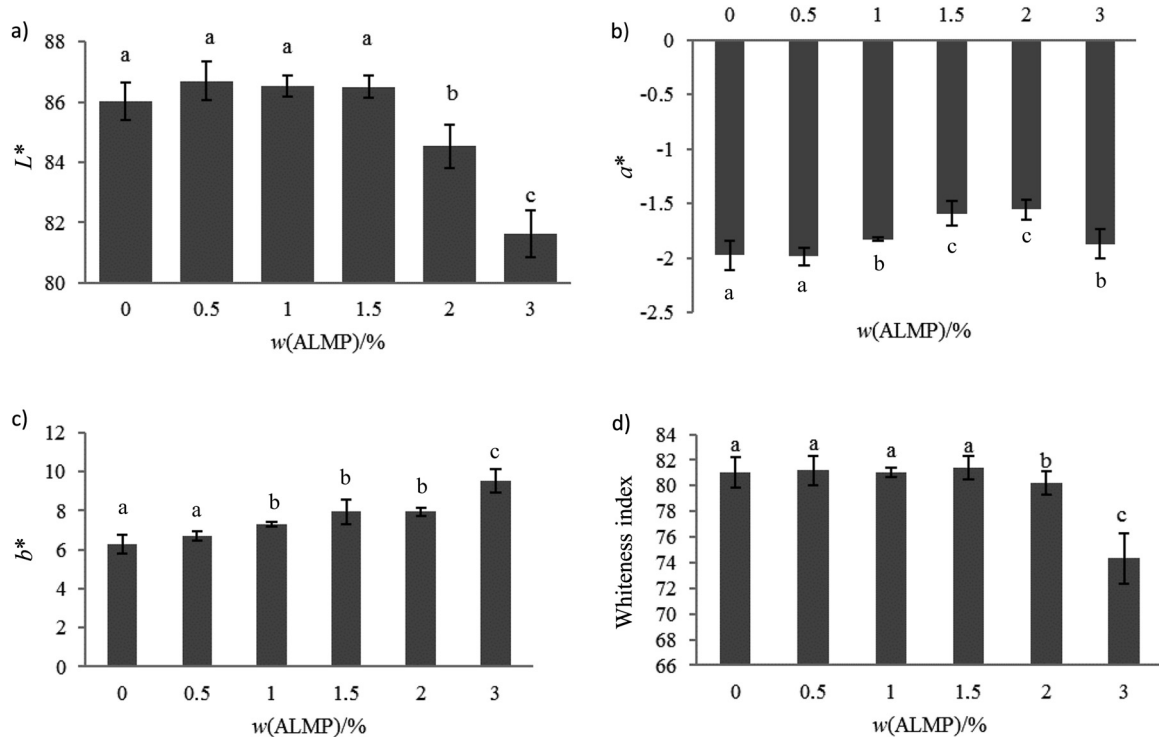 a)
88
86
84
82
80
L*
a
a
a
a
b
c
0 0.5 1 1.5 2 3
w(ALMP)/%
b)
0 0.5 1 1.5 2 3
0
-0.5
-1
-1.5
-2
-2.5
a*
a
a
b
c
c
b
w(ALMP)/%
c)
12
10
8
6
4
2
0
b*
a
a
b
b
b
c
0 0.5 1 1.5 2 3
w(ALMP)/%
d)
84
82
80
78
76
74
72
70
68
66
Whiteness index
a
a
a
a
b
c
0 0.5 1 1.5 2 3
w(ALMP)/%